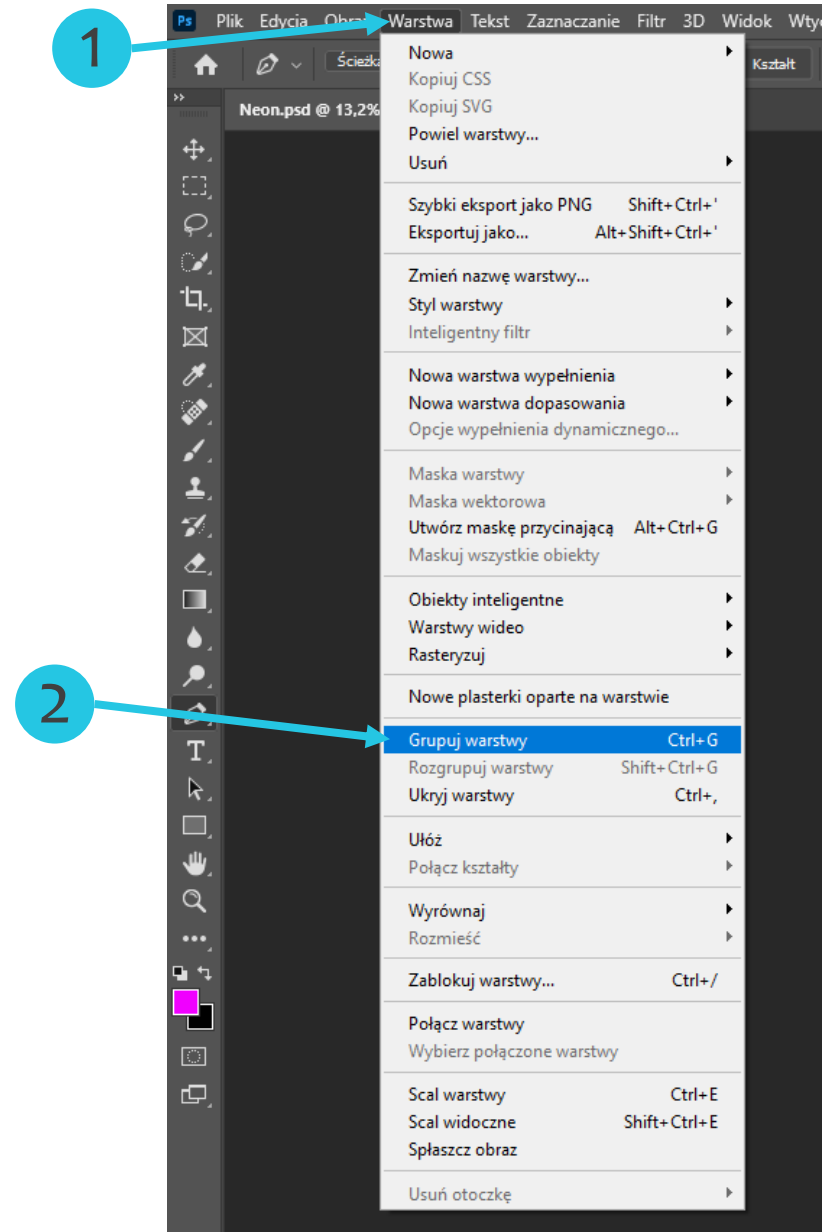 1
Ps Plik Edycja Obraz Warstwa Tekst Zaznaczanie Filtr 3D Widok
Kształt
Neon.psd @ 13,2%
Nowa
Kopiuj CSS
Kopiuj SVG
Powiel warstwy...
Usuń
Szybki eksport jako PNG Shift+Ctrl+'
Eksportuj jako... Alt+Shift+Ctrl+'
Zmień nazwę warstwy...
Styl warstwy
Inteligentny filtr
Nowa warstwa wypełnienia
Nowa warstwa dopasowania
Opcje wypełnienia dynamicznego...
Maska warstwy
Maska wektorowa
Utwórz maskę przycinającą Alt+Ctrl+G
Maskuj wszystkie obiekty
Obiekty inteligentne
Warstwy wideo
Rasteryzuj
Nowe plasterki oparte na warstwie
2
Grupuj warstwy Ctrl+G
Rozgrupuj warstwy Shift+Ctrl+G
Ukryj warstwy Ctrl+,
Ułóż
Połącz kształty
Wyrównaj
Rozmieść
Zablokuj warstwy... Ctrl+/
Połącz warstwy
Wybierz połączone warstwy
Scal warstwy Ctrl+E
Scal widoczne Shift+Ctrl+E
Spłaszcz obraz
Usuń otoczkę